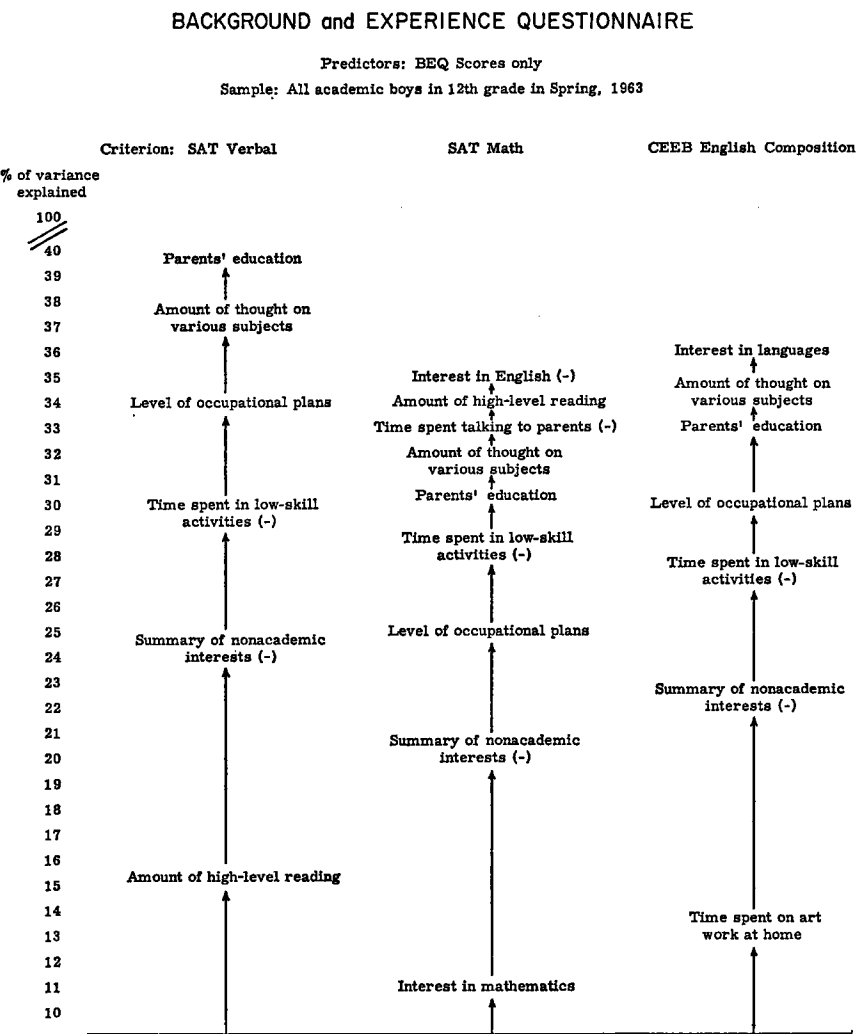 BACKGROUND and EXPERIENCE QUESTIONNAIRE
Predictors: BEQ Scores only
Sample: All academic boys in 12th grade in Spring, 1963
Criterion: SAT Verbal
SAT Math
CEEB English Composition
% of variance
explained
100
40
39
38
37
36
35
34
33
32
31
30
29
28
27
26
25
24
23
22
21
20
19
18
17
16
15
14
13
12
11
10
Parents' education
Amount of thought on
various subjects
Level of occupational plans
Time spent in low-skill
activities (-)
Summary of nonacademic
interests (-)
Amount of high-level reading
Interest in English (-)
Amount of high-level reading
Time spent talking to parents (-)
Amount of thought on
various subjects
Parents' education
Time spent in low-skill
activities (-)
Level of occupational plans
Summary of nonacademic
interests (-)
Interest in mathematics
Interest in languages
Amount of thought on
various subjects
Parents' education
Level of occupational plans
Time spent in low-skill
activities (-)
Summary of nonacademic
interests (-)
Time spent on art
work at home